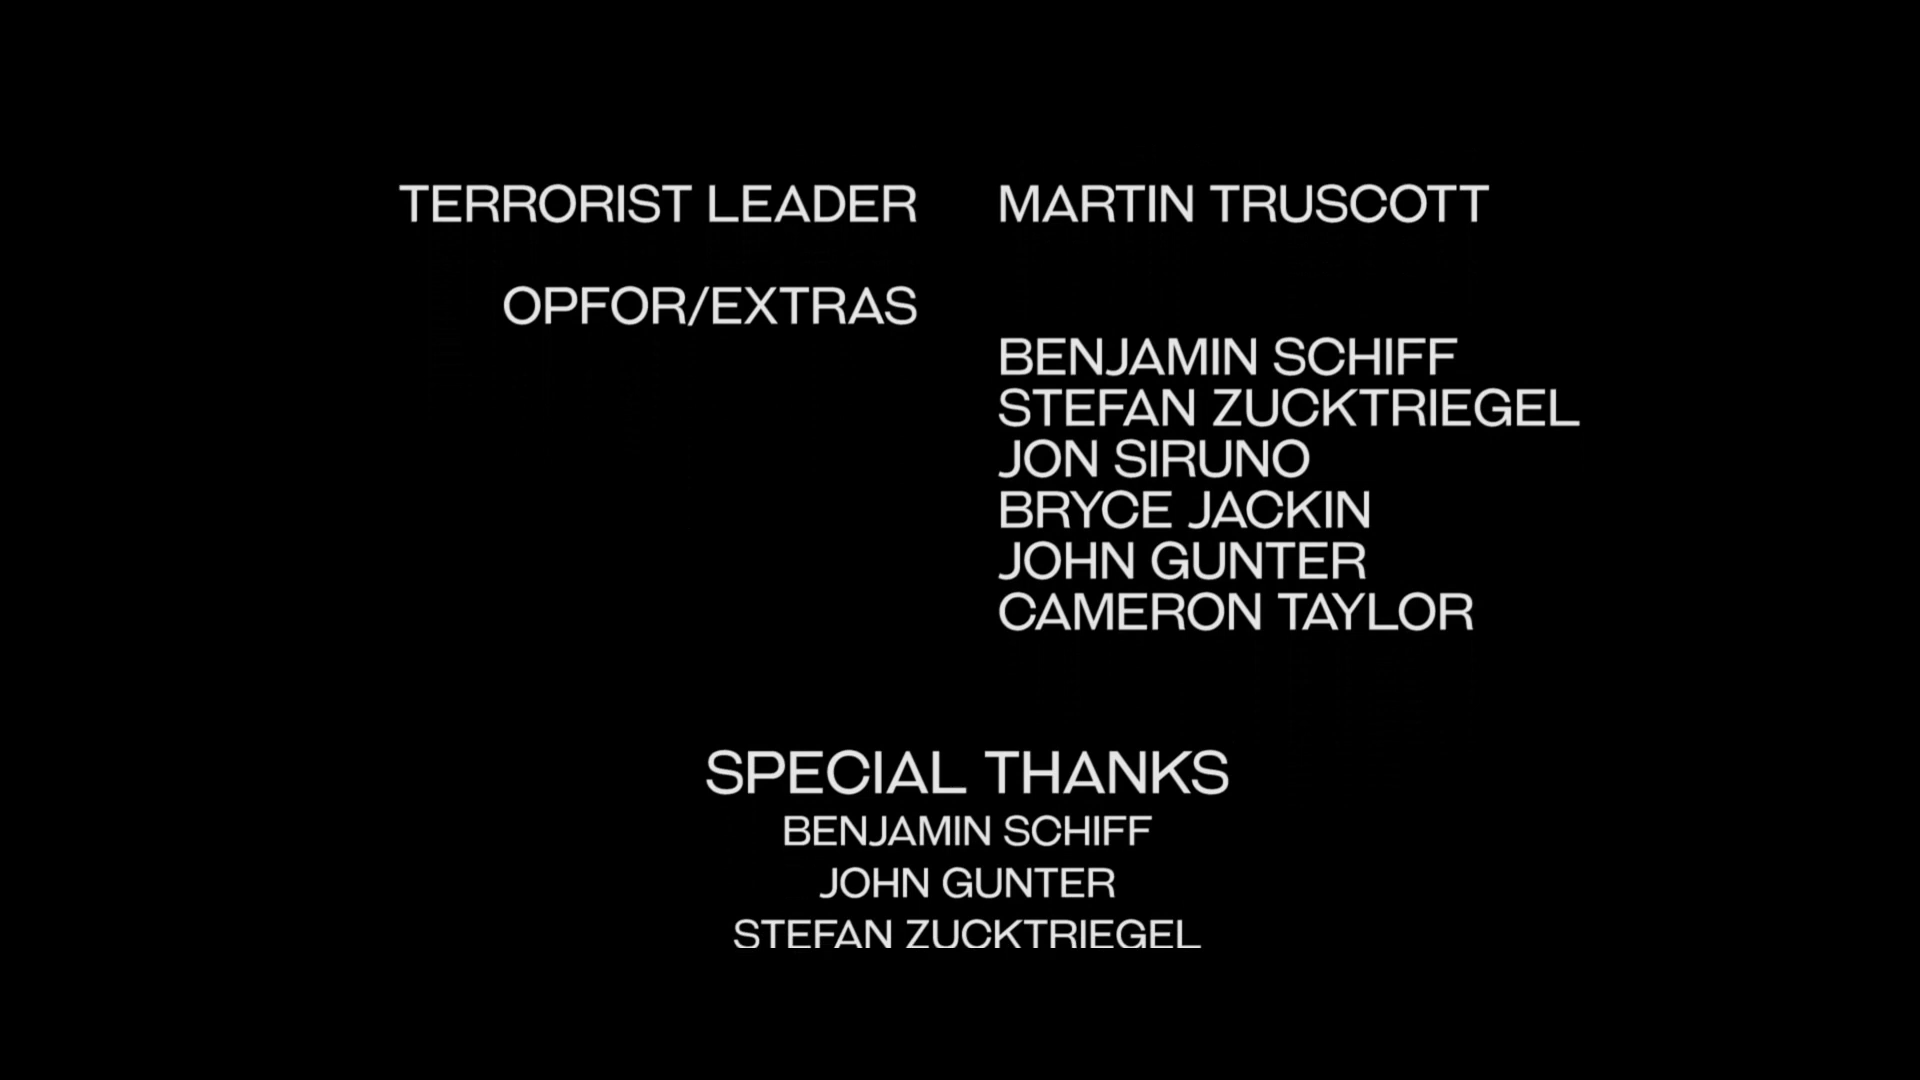 TERRORIST LEADER MARTIN TRUSCOTT
OPFOR/EXTRAS
BENJAMIN SCHIFF
STEFAN ZUCKTRIEGEL
JON SIRUNO
BRYCE JACKIN
JOHN GUNTER
CAMERON TAYLOR
SPECIAL THANKS
BENJAMIN SCHIFF
JOHN GUNTER
STEFAN ZUCKTRIEGEL